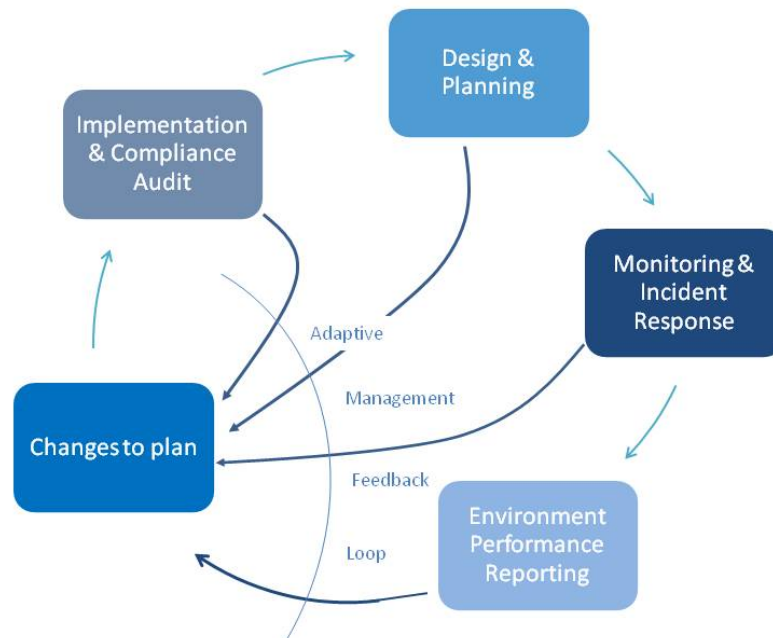 Design &
Planning
Implementation
& Compliance
Audit
Monitoring &
Incident
Response
Adaptive
Management
Changes to plan
Feedback
Environment
Performance
Reporting
Loop